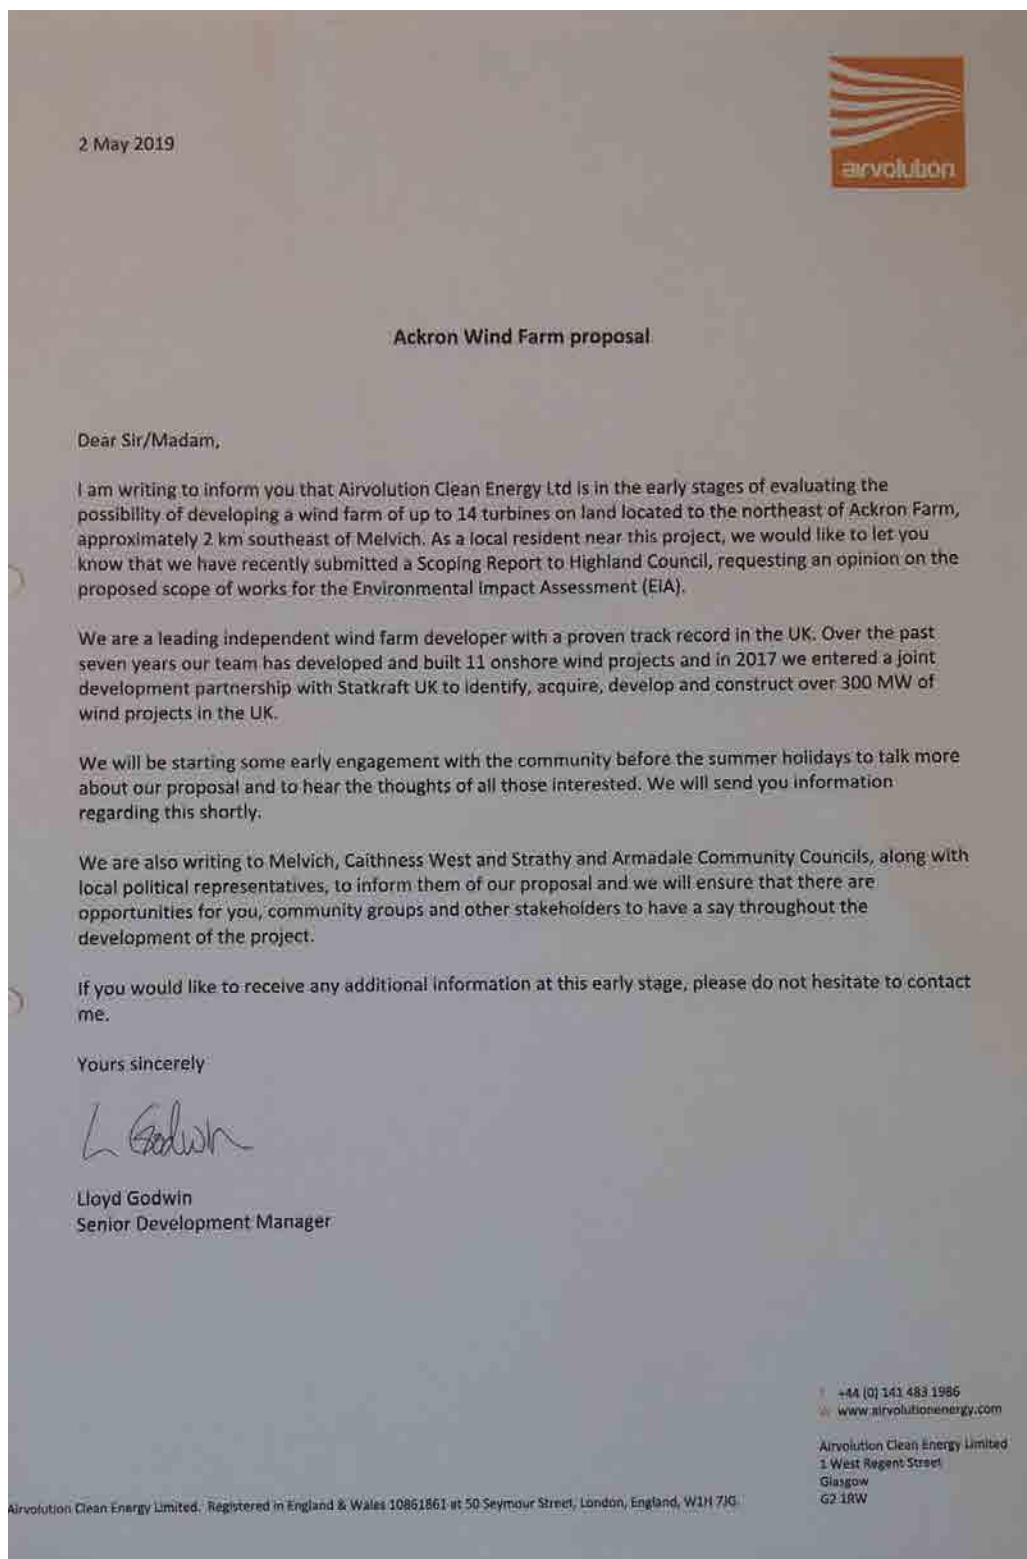 2 May 2019
airvolution
Ackron Wind Farm proposal
Dear Sir/Madam,
I am writing to inform you that Airvolution Clean Energy Ltd is in the early stages of evaluating the
possibility of developing a wind farm of up to 14 turbines on land located to the northeast of Ackron Farm,
approximately 2 km southeast of Melvich. As a local resident near this project, we would like to let you
know that we have recently submitted a Scoping Report to Highland Council, requesting an opinion on the
proposed scope of works for the Environmental Impact Assessment (EIA).
We are a leading independent wind farm developer with a proven track record in the UK. Over the past
seven years our team has developed and built 11 onshore wind projects and in 2017 we entered a joint
development partnership with Statkraft UK to identify, acquire, develop and construct over 300 MW of
wind projects in the UK.
We will be starting some early engagement with the community before the summer holidays to talk more
about our proposal and to hear the thoughts of all those interested. We will send you information
regarding this shortly.
We are also writing to Melvich, Caithness West and Strathy and Armadale Community Councils, along with
local political representatives, to inform them of our proposal and we will ensure that there are
opportunities for you, community groups and other stakeholders to have a say throughout the
development of the project.
If you would like to receive any additional information at this early stage, please do not hesitate to contact
me.
Yours sincerely
L Godwin
Lloyd Godwin
Senior Development Manager
+44 (0) 141 483 1986
w www.airvolutionenergy.com
Airvolution Clean Energy Limited
1 West Regent Street
Glasgow
G2 1RW
Airvolution Clean Energy Limited. Registered in England & Wales 10861861 at 50 Seymour Street, London, England, W1H 7JG